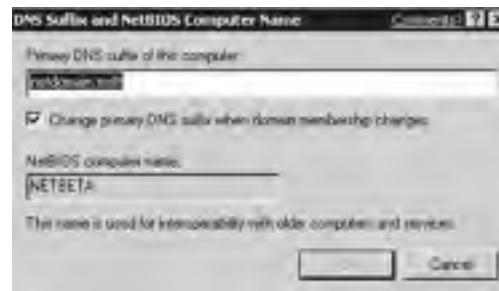 DNS Suffix and NetBIOS Computer Name Comments?
Primary DNS suffix of this computer:
Change primary DNS suffix when domain membership changes
NetBIOS computer name:
NETBETA
This name is used for interoperability with older computers and services.
Cancel